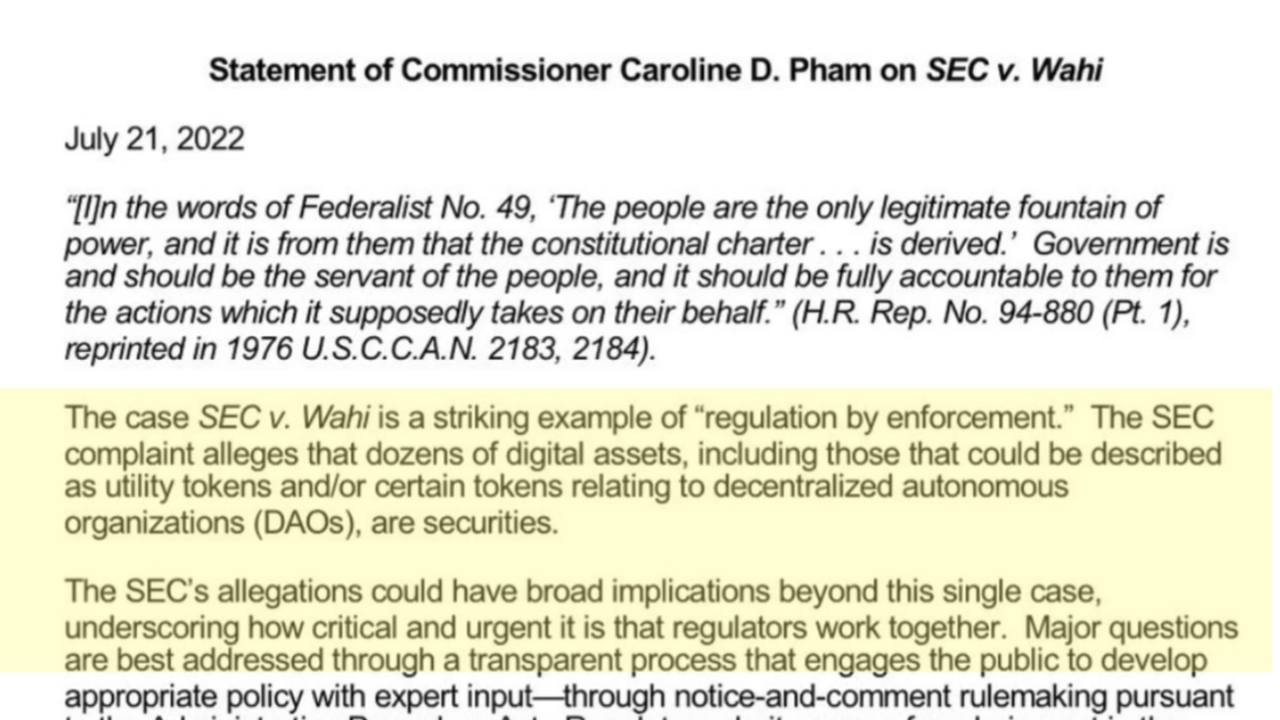 Statement of Commissioner Caroline D. Pham on SEC v. Wahi
July 21, 2022
“[I]n the words of Federalist No. 49, ‘The people are the only legitimate fountain of
power, and it is from them that the constitutional charter . . . is derived.’ Government is
and should be the servant of the people, and it should be fully accountable to them for
the actions which it supposedly takes on their behalf.” (H.R. Rep. No. 94-880 (Pt. 1),
reprinted in 1976 U.S.C.C.A.N. 2183, 2184).
The case SEC v. Wahi is a striking example of “regulation by enforcement.” The SEC
complaint alleges that dozens of digital assets, including those that could be described
as utility tokens and/or certain tokens relating to decentralized autonomous
organizations (DAOs), are securities.
The SEC’s allegations could have broad implications beyond this single case,
underscoring how critical and urgent it is that regulators work together. Major questions
are best addressed through a transparent process that engages the public to develop
appropriate policy with expert input—through notice-and-comment rulemaking pursuant